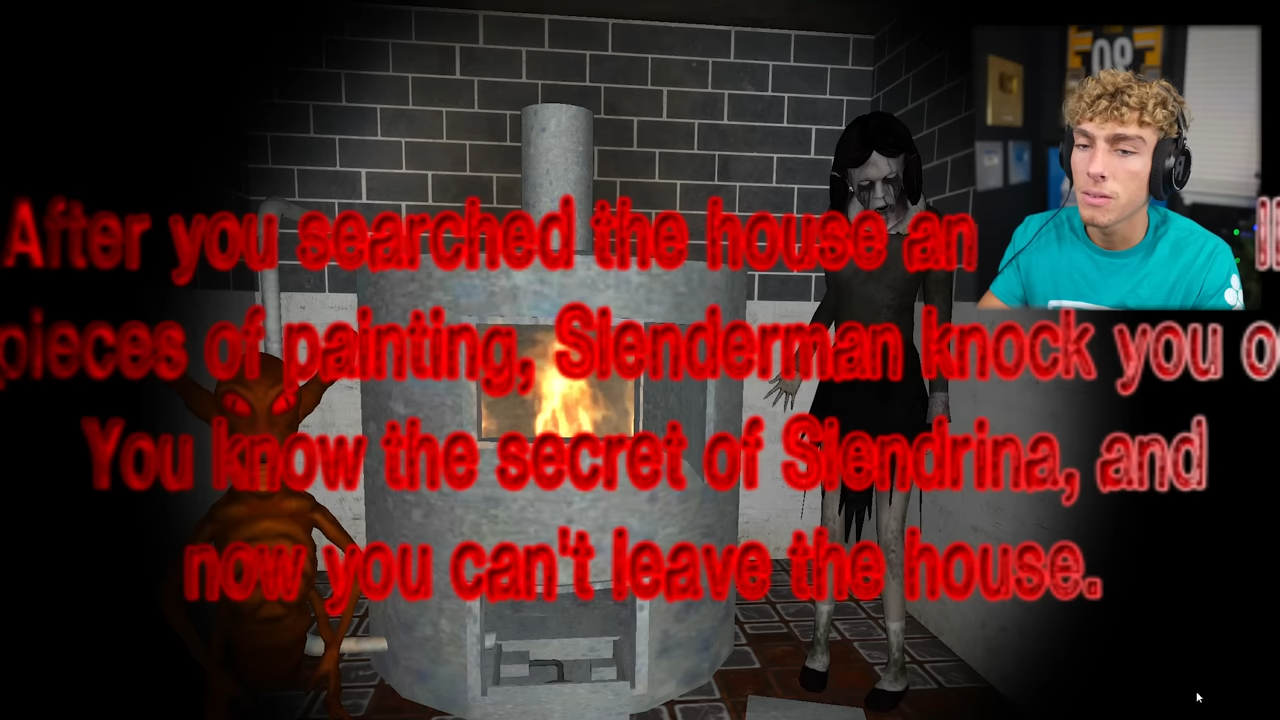 After you searched the house an
pieces of painting, Slenderman knock you o
You know the secret of Slendrina, and
now you can't leave the house.
90